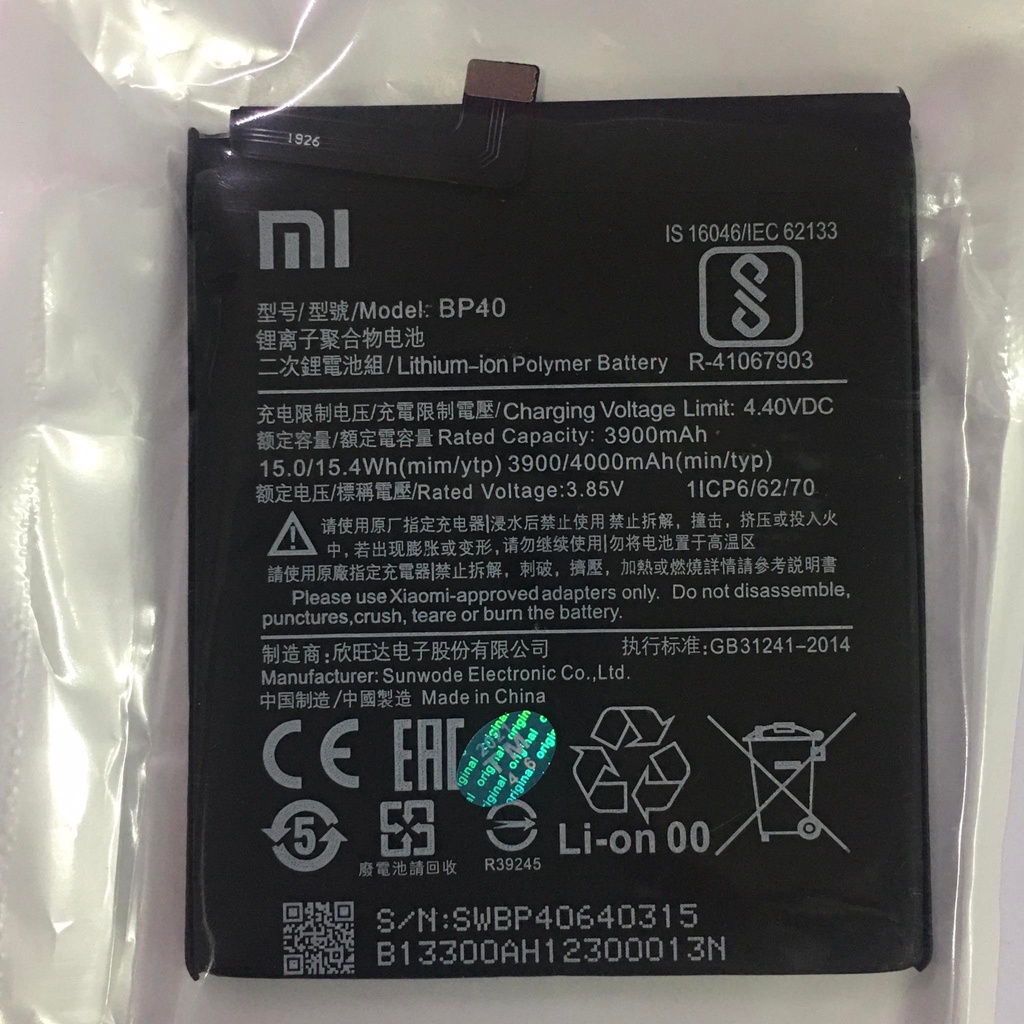 1926
mi
IS 16046/IEC 62133
型号/型號/Model: BP40
锂离子聚合物电池
二次鋰電池組/Lithium-ion Polymer Battery
R-41067903
充电限制电压/充電限制電壓/Charging Voltage Limit: 4.40VDC
额定容量/額定電容量 Rated Capacity: 3900mAh
15.0/15.4Wh(mim/ytp) 3900/4000mAh(min/typ)
额定电压/標稱電壓/Rated Voltage:3.85V 1ICP6/62/70
请使用原厂指定充电器|浸水后禁止使用 禁止拆解，撞击，挤压或投入火
中，若出现膨胀或变形，请勿继续使用|勿将电池置于高温区
請使用原廠指定充電器|禁止拆解，刺破，擠壓，加熱或燃燒詳情請參考説明書
Please use Xiaomi-approved adapters only. Do not disassemble,
punctures,crush, teare or burn the battery.
制造商:欣旺达电子股份有限公司 执行标准:GB31241-2014
Manufacturer: Sunwode Electronic Co.,Ltd.
中国制造/中國製造 Made in China
CE EAC
original original original
5
廢電池請回收
R39245
Li-on 00
S/N:SWBP40640315
B13300AH12300013N